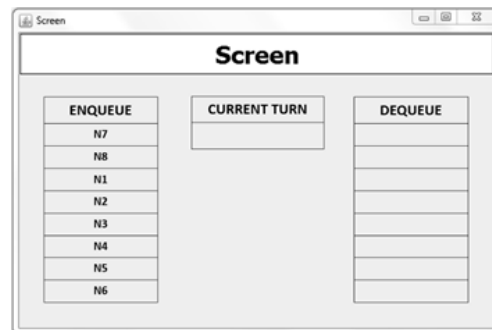 Screen
Screen
ENQUEUE
N7
N8
N1
N2
N3
N4
N5
N6
CURRENT TURN
DEQUEUE